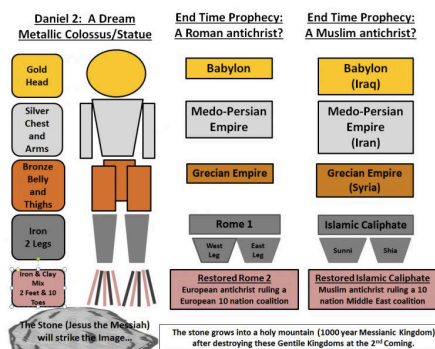 Daniel 2: A Dream
Metallic Colossus/Statue
Gold
Head
Silver
Chest
and
Arms
Bronze
Belly
and
Thighs
Iron
2 Legs
Iron & Clay
Mix
2 Feet & 10
Toes
The Stone (Jesus the Messiah)
will strike the Image...
End Time Prophecy:
A Roman antichrist?
Babylon
Medo-Persian
Empire
Grecian Empire
Rome 1
West
Leg
East
Leg
Restored Rome 2
European antichrist ruling a
European 10 nation coalition
End Time Prophecy:
A Muslim antichrist?
Babylon
(Iraq)
Medo-Persian
Empire
(Iran)
Grecian Empire
(Syria)
Islamic Caliphate
Sunni
Shia
Restored Islamic Caliphate
Muslim antichrist ruling a 10
nation Middle East coalition
The stone grows into a holy mountain (1000 year Messianic Kingdom)
after destroying these Gentile Kingdoms at the 2nd Coming.